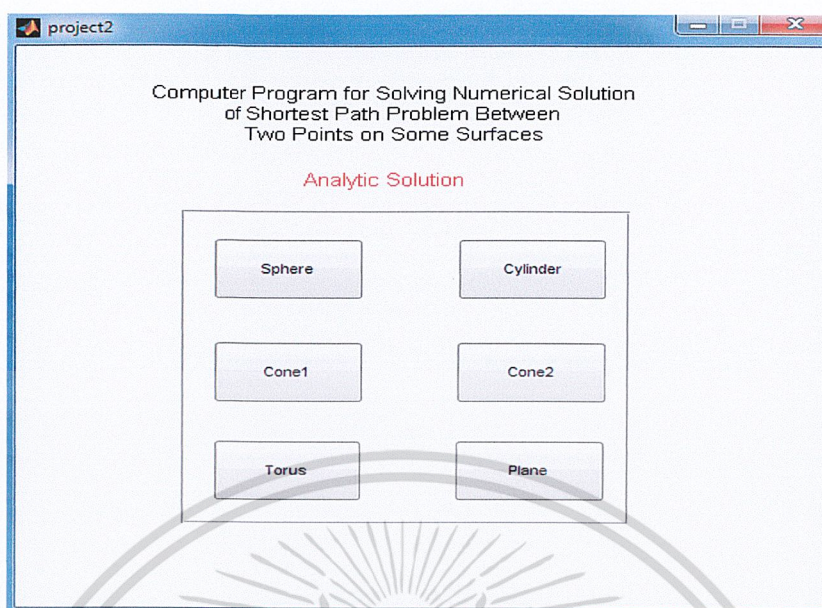 project2
Computer Program for Solving Numerical Solution
of Shortest Path Problem Between
Two Points on Some Surfaces
Analytic Solution
Sphere
Cylinder
Cone1
Cone2
Torus
Plane